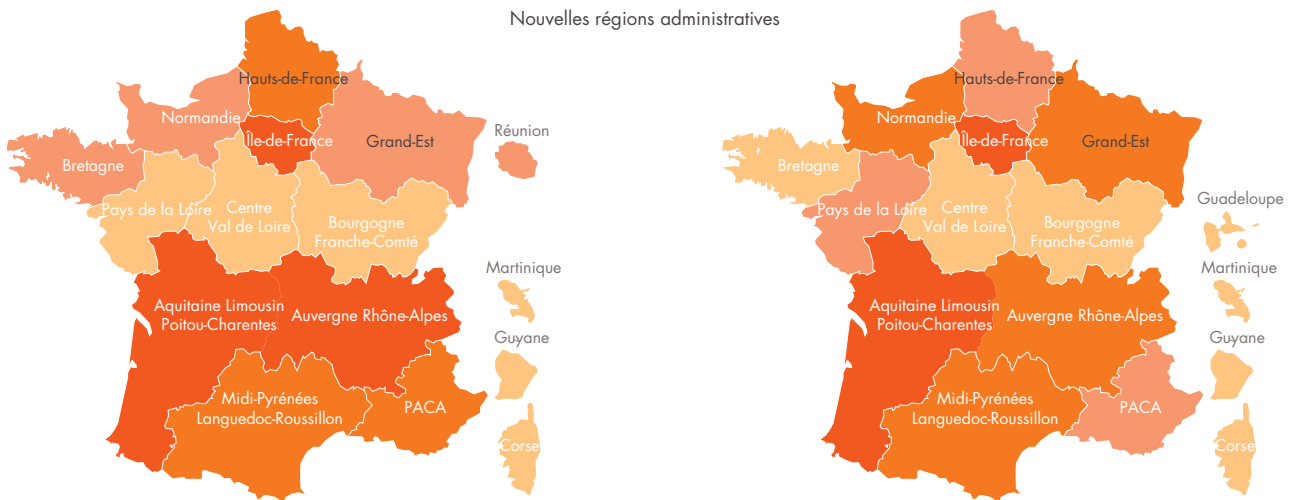 Nouvelles régions administratives
Hauts-de-France
Normandie
Île-de-France
Grand-Est
Réunion
Bretagne
Pays de la Loire
Centre
Val de Loire
Bourgogne
Franche-Comté
Martinique
Aquitaine Limousin
Poitou-Charentes
Auvergne Rhône-Alpes
Guyane
Midi-Pyrénées
Languedoc-Roussillon
PACA
Corse
Hauts-de-France
Normandie
Île-de-France
Grand-Est
Bretagne
Pays de la Loire
Centre
Val de Loire
Bourgogne
Franche-Comté
Guadeloupe
Martinique
Aquitaine Limousin
Poitou-Charentes
Auvergne Rhône-Alpes
Guyane
Midi-Pyrénées
Languedoc-Roussillon
PACA
Corse